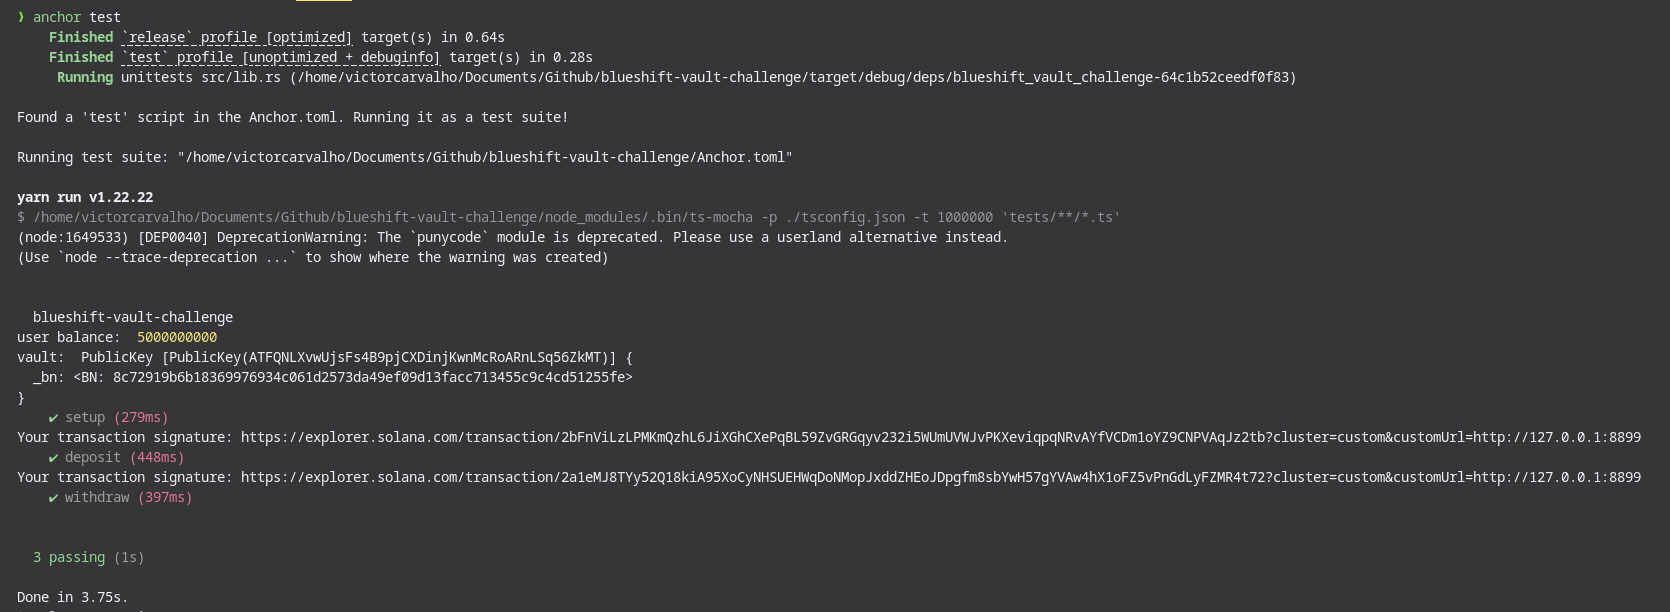 ❯ anchor test
Finished `release` profile [optimized] target(s) in 0.64s
Finished `test` profile [unoptimized + debuginfo] target(s) in 0.28s
Running unittests src/lib.rs (/home/victorcarvalho/Documents/Github/blueshift-vault-challenge/target/debug/deps/blueshift_vault_challenge-64c1b52ceedf0f83)
Found a 'test' script in the Anchor.toml. Running it as a test suite!
Running test suite: "/home/victorcarvalho/Documents/Github/blueshift-vault-challenge/Anchor.toml"
yarn run v1.22.22
$ /home/victorcarvalho/Documents/Github/blueshift-vault-challenge/node_modules/.bin/ts-mocha -p ./tsconfig.json -t 1000000 'tests/**/*.ts'
(node:1649533) [DEP0040] DeprecationWarning: The `punycode` module is deprecated. Please use a userland alternative instead.
(Use `node --trace-deprecation ...` to show where the warning was created)
blueshift-vault-challenge
user balance:  5000000000
vault:  PublicKey [PublicKey(ATFQNLXvwUjsFs4B9pjCXDinjKwnMcRoARnLSq56ZkMT)] {
_bn: <BN: 8c72919b6b18369976934c061d2573da49ef09d13facc713455c9c4cd51255fe>
}
✔ setup (279ms)
Your transaction signature: https://explorer.solana.com/transaction/2bFnViLzLPMKmQzhL6JiXGhCXePqBL59ZvGRGqyv232i5WUmUVWJvPKXeviqpqNRvAYfVCDm1oYZ9CNPVAqJz2tb?cluster=custom&customUrl=http://127.0.0.1:8899
✔ deposit (448ms)
Your transaction signature: https://explorer.solana.com/transaction/2a1eMJ8TYy52Q18kiA95XoCyNHSUEHWqDoNMopJxddZHEoJDpgfm8sbYwH57gYVAw4hX1oFZ5vPnGdLyFZMR4t72?cluster=custom&customUrl=http://127.0.0.1:8899
✔ withdraw (397ms)
3 passing (1s)
Done in 3.75s.